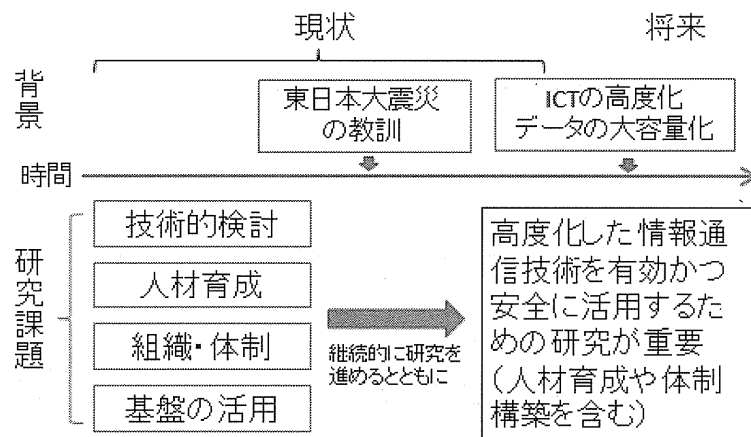 現状
将来
背景
東日本大震災
の教訓
ICTの高度化
データの大容量化
時間
研究課題
技術的検討
人材育成
組織・体制
基盤の活用
継続的に研究を
進めるとともに
高度化した情報通
信技術を有効かつ
安全に活用するた
めの研究が重要
(人材育成や体制
構築を含む)